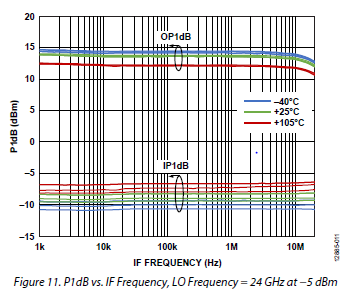 20
15
10
5
0
–5
–10
–15
P1dB (dBm)
OP1dB
–40°C
+25°C
+105°C
IP1dB
1k 10k 100k 1M 10M
IF FREQUENCY (Hz)
12885-011
Figure 11. P1dB vs. IF Frequency, LO Frequency = 24 GHz at −5 dBm